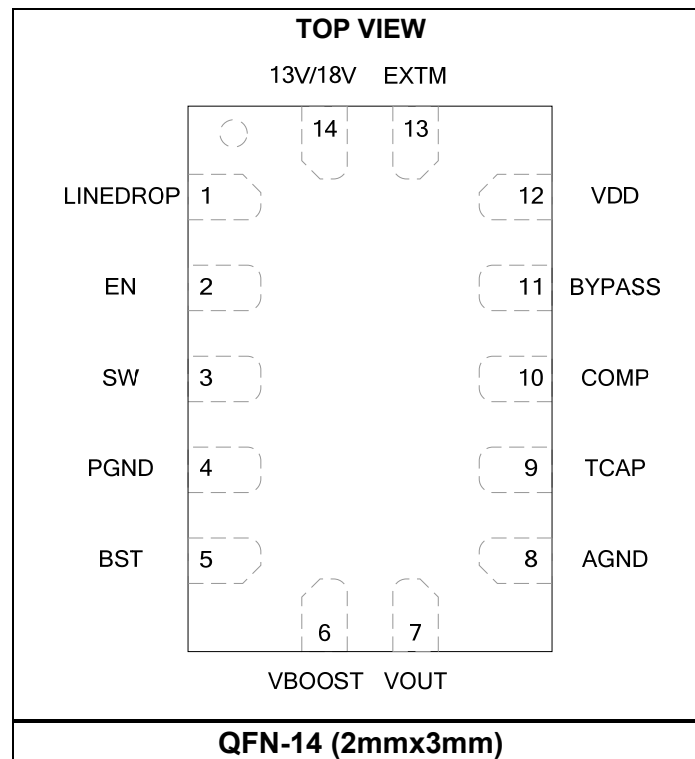 TOP VIEW
13V/18V EXTM
14 13
LINEDROP 1 12 VDD
EN 2 11 BYPASS
SW 3 10 COMP
PGND 4 9 TCAP
BST 5 8 AGND
6 7
VBOOST VOUT
QFN-14 (2mmx3mm)